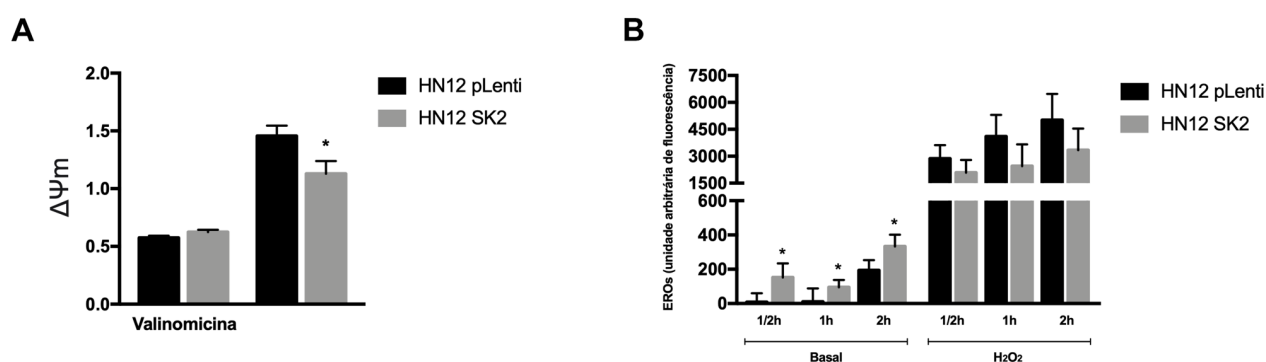 A
ΔΨm
2.0
1.5
1.0
0.5
0.0
Valinomicina
HN12 pLenti
HN12 SK2
*
B
EROs (unidade arbitrária de fluorescência)
7500
6000
4500
3000
1500
600
400
200
0
* * *
1/2h 1h 2h 1/2h 1h 2h
Basal H2O2
HN12 pLenti
HN12 SK2